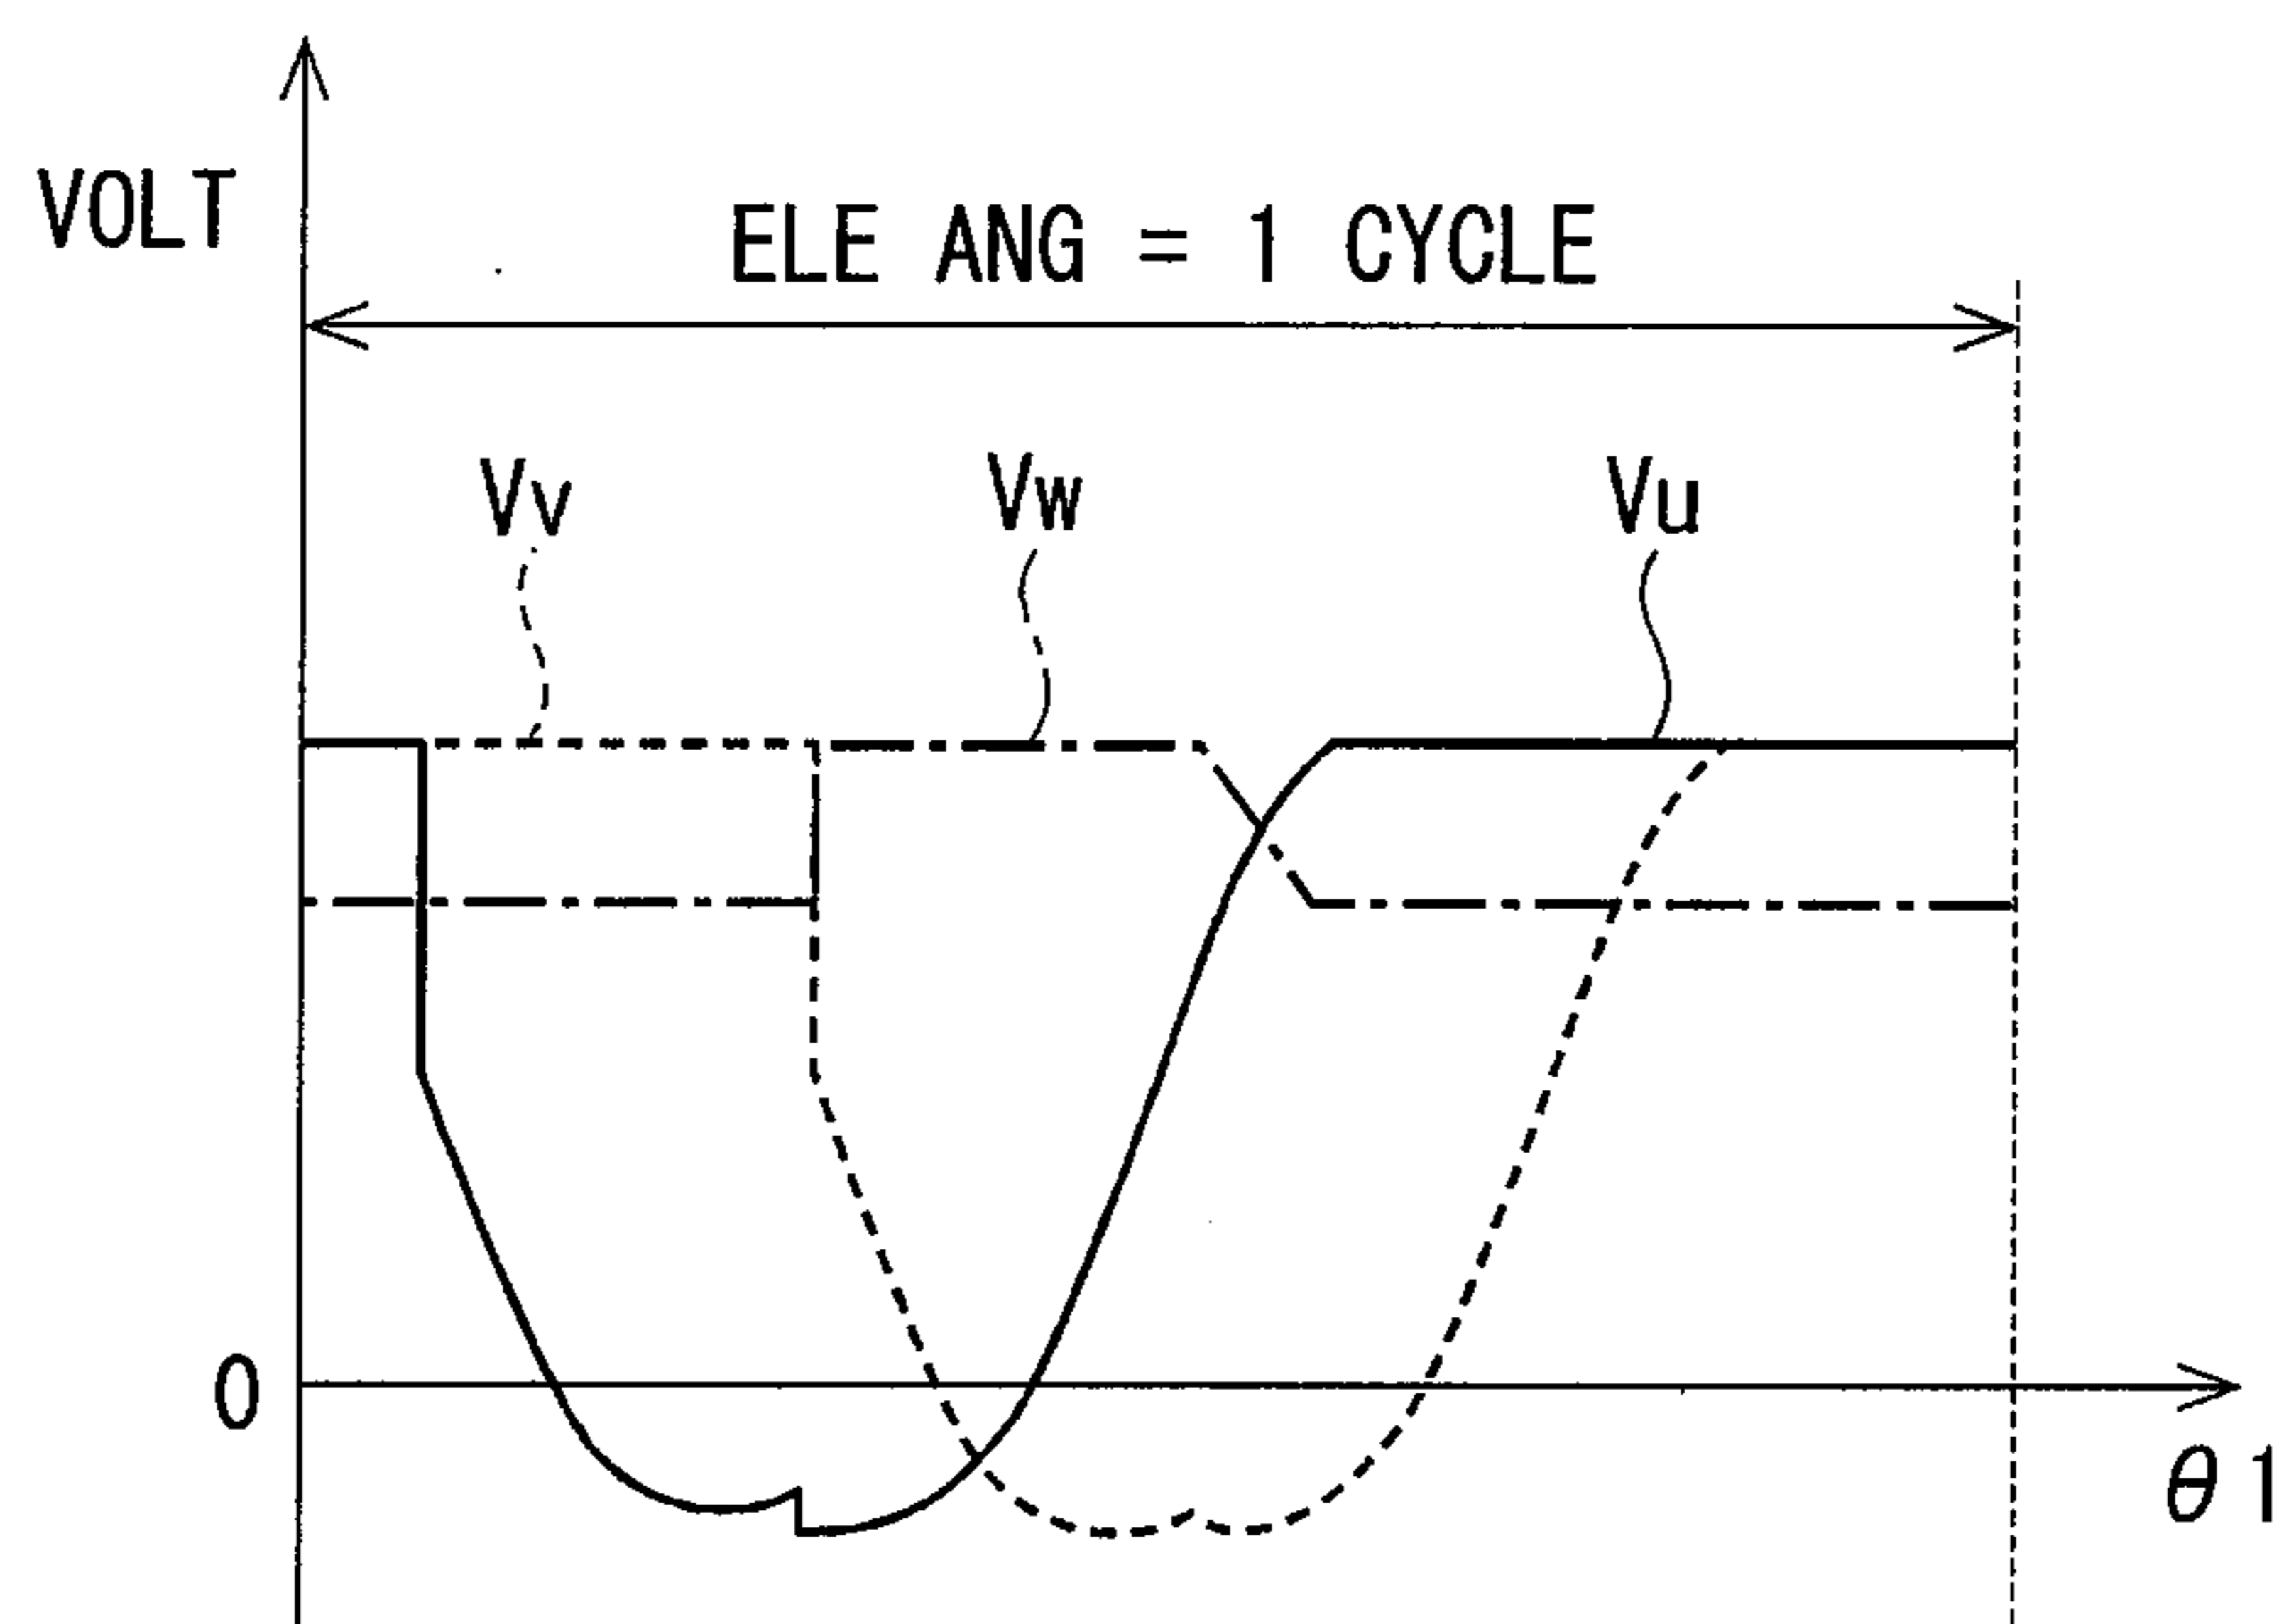 VOLT
ELE ANG = 1 CYCLE
Vv
Vw
Vu
0
θ1